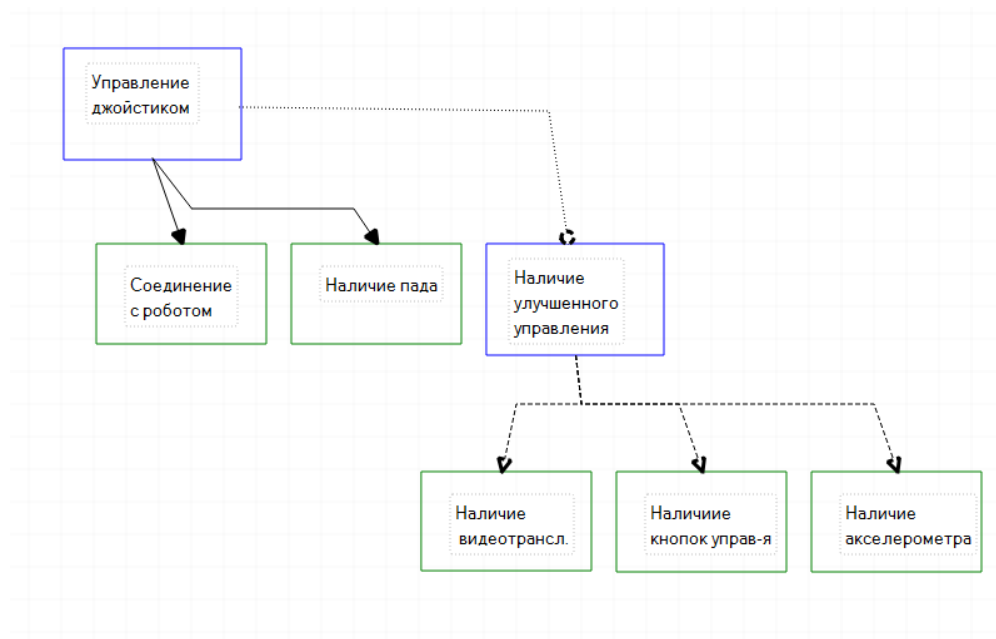 Управление
джойстиком
Соединение
с роботом
Наличие пада
Наличие
улучшенного
управления
Наличие
видеотрансл.
Наличиие
кнопок управ-я
Наличие
акселерометра